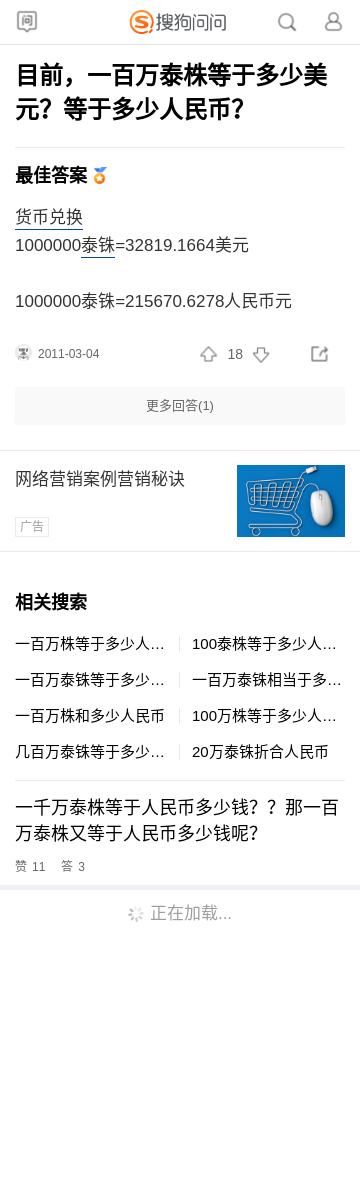 问 搜狗问问
目前，一百万泰株等于多少美
元？等于多少人民币？
最佳答案
货币兑换
1000000泰铢=32819.1664美元
1000000泰铢=215670.6278人民币元
2011-03-04 18
更多回答(1)
网络营销案例营销秘诀
广告
相关搜索
一百万株等于多少人… 100泰株等于多少人…
一百万泰铢等于多少… 一百万泰铢相当于多…
一百万株和多少人民币 100万株等于多少人…
几百万泰铢等于多少… 20万泰铢折合人民币
一千万泰株等于人民币多少钱？？那一百
万泰株又等于人民币多少钱呢？
赞 11 答 3
正在加载...